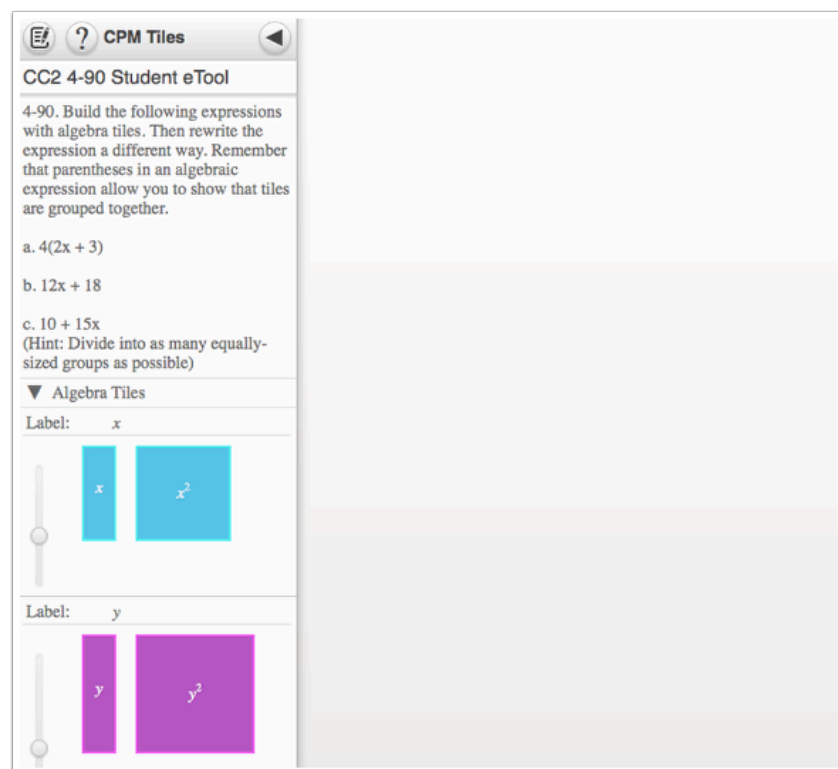 ? CPM Tiles
CC2 4-90 Student eTool
4-90. Build the following expressions
with algebra tiles. Then rewrite the
expression a different way. Remember
that parentheses in an algebraic
expression allow you to show that tiles
are grouped together.
a. 4(2x + 3)
b. 12x + 18
c. 10 + 15x
(Hint: Divide into as many equally-
sized groups as possible)
▼ Algebra Tiles
Label: x
x x²
Label: y
y y²